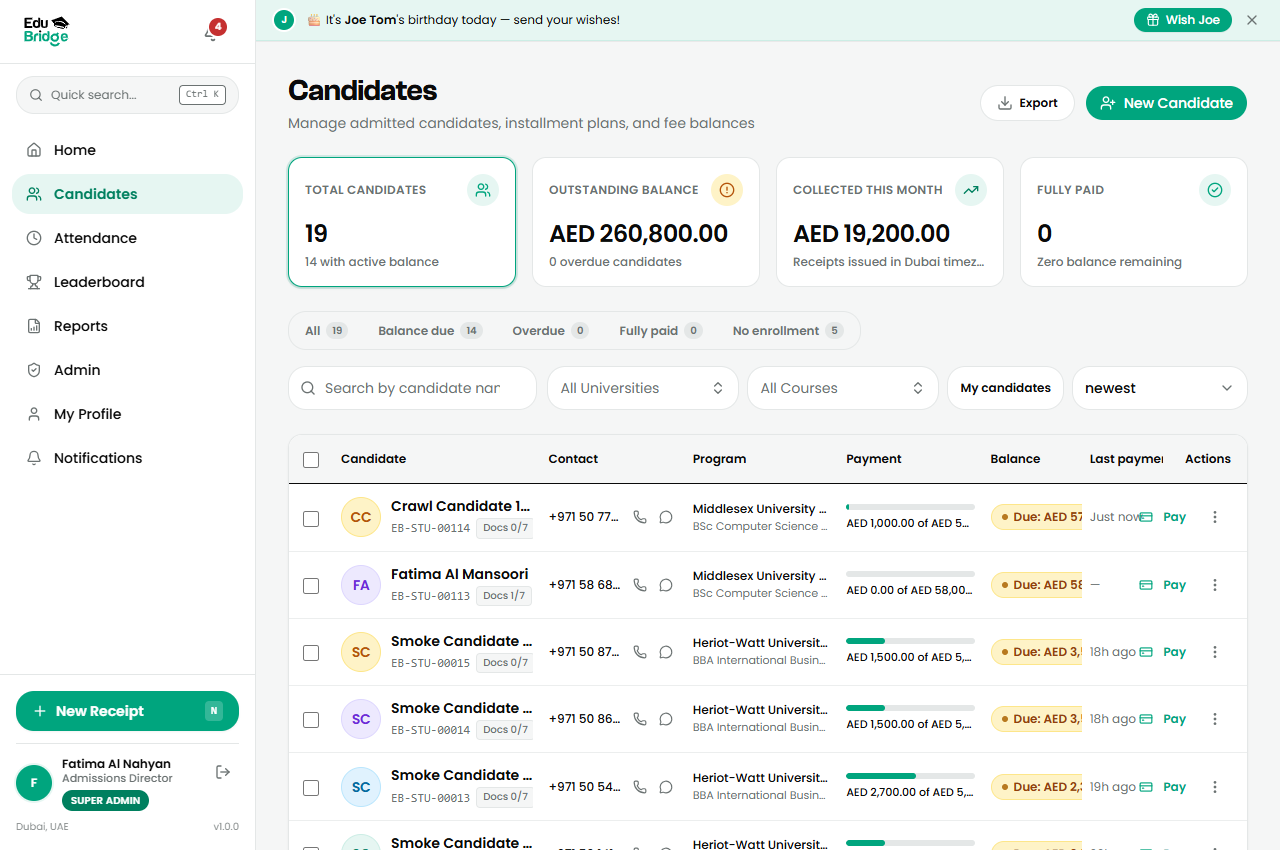 Edu
Bridge
4
Quick search...
Ctrl K
Home
Candidates
Attendance
Leaderboard
Reports
Admin
My Profile
Notifications
New Receipt
N
F
Fatima Al Nahyan
Admissions Director
SUPER ADMIN
Dubai, UAE
v1.0.0
J
🎂 It's Joe Tom's birthday today — send your wishes!
Wish Joe
Candidates
Manage admitted candidates, installment plans, and fee balances
Export
New Candidate
TOTAL CANDIDATES
19
14 with active balance
OUTSTANDING BALANCE
AED 260,800.00
0 overdue candidates
COLLECTED THIS MONTH
AED 19,200.00
Receipts issued in Dubai timez...
FULLY PAID
0
Zero balance remaining
All 19
Balance due 14
Overdue 0
Fully paid 0
No enrollment 5
Search by candidate nar
All Universities
All Courses
My candidates
newest
Candidate Contact Program Payment Balance Last paymer Actions
CC
Crawl Candidate 1...
EB-STU-00114 Docs 0/7
+971 50 77...
Middlesex University ...
BSc Computer Science ...
AED 1,000.00 of AED 5...
Due: AED 57
Just now
Pay
FA
Fatima Al Mansoori
EB-STU-00113 Docs 1/7
+971 58 68...
Middlesex University ...
BSc Computer Science ...
AED 0.00 of AED 58,00...
Due: AED 58
—
Pay
SC
Smoke Candidate ...
EB-STU-00015 Docs 0/7
+971 50 87...
Heriot-Watt Universit...
BBA International Busin...
AED 1,500.00 of AED 5,...
Due: AED 3,
18h ago
Pay
SC
Smoke Candidate ...
EB-STU-00014 Docs 0/7
+971 50 86...
Heriot-Watt Universit...
BBA International Busin...
AED 1,500.00 of AED 5,...
Due: AED 3,
18h ago
Pay
SC
Smoke Candidate ...
EB-STU-00013 Docs 0/7
+971 50 54...
Heriot-Watt Universit...
BBA International Busin...
AED 2,700.00 of AED 5,...
Due: AED 2,
19h ago
Pay
Smoke Candidate ...
Heriot-Watt Universit...